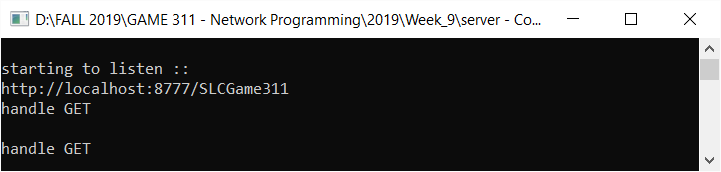 D:\FALL 2019\GAME 311 - Network Programming\2019\Week_9\server - Co...
starting to listen ::
http://localhost:8777/SLCGame311
handle GET
handle GET